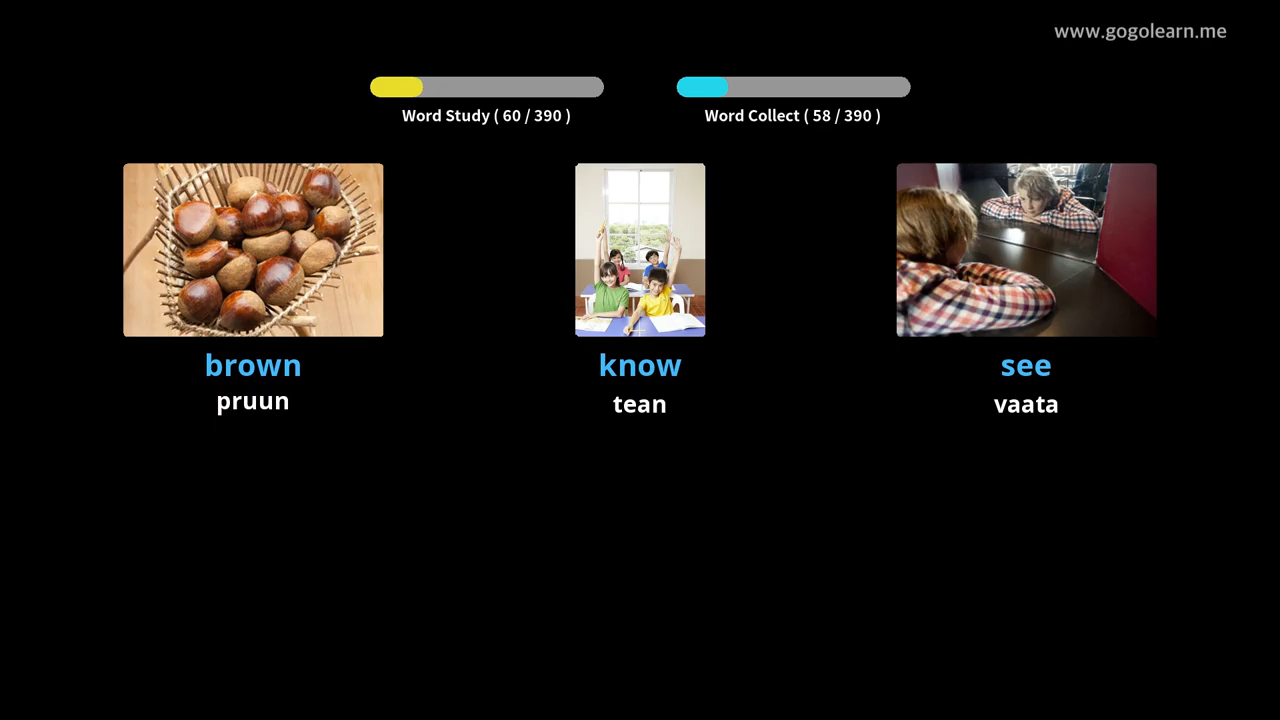 www.gogolearn.me
Word Study ( 60 / 390 )
Word Collect ( 58 / 390 )
brown
pruun
know
tean
see
vaata